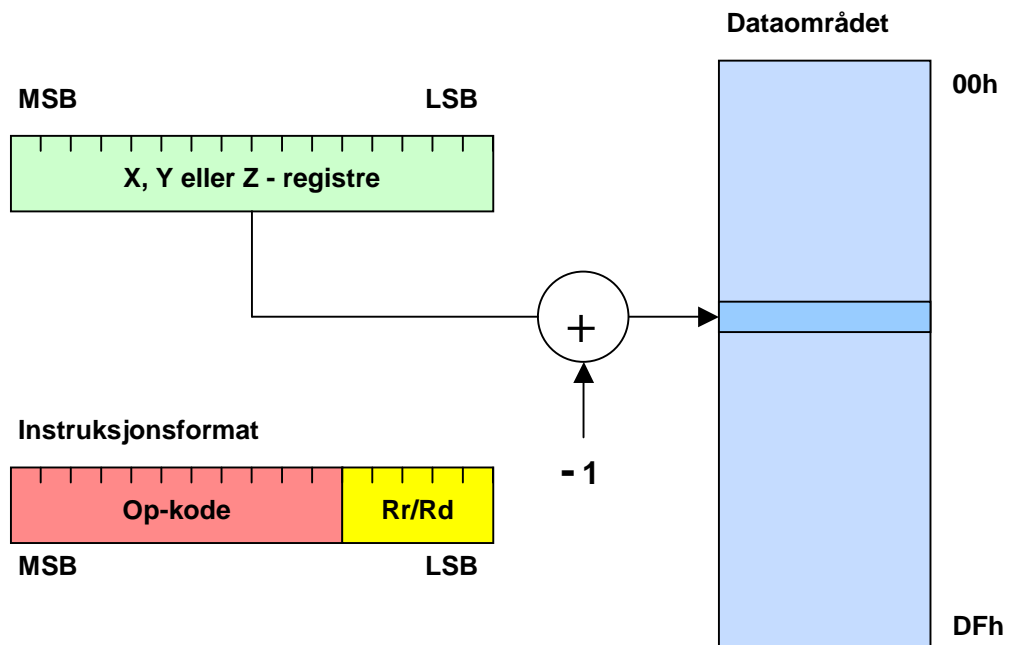 Dataområdet
00h
MSB LSB
X, Y eller Z - registre
+
Instruksjonsformat
- 1
Op-kode Rr/Rd
MSB LSB
DFh